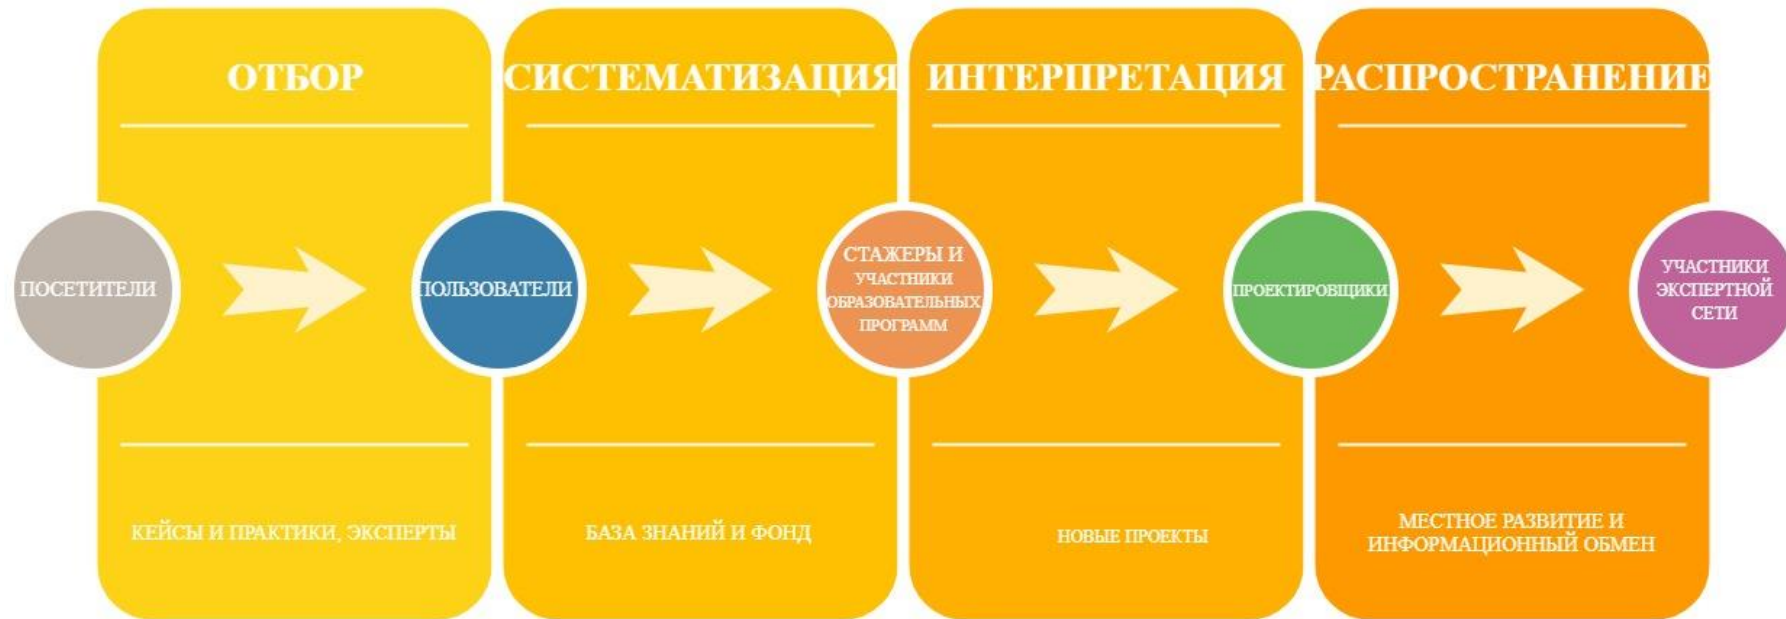 ОТБОР
СИСТЕМАТИЗАЦИЯ
ИНТЕРПРЕТАЦИЯ
РАСПРОСТРАНЕНИЕ
ПОСЕТИТЕЛИ
ПОЛЬЗОВАТЕЛИ
СТАЖЕРЫ И
УЧАСТНИКИ
ОБРАЗОВАТЕЛЬНЫХ
ПРОГРАММ
ПРОЕКТИРОВЩИКИ
УЧАСТНИКИ
ЭКСПЕРТНОЙ
СЕТИ
КЕЙСЫ И ПРАКТИКИ, ЭКСПЕРТЫ
БАЗА ЗНАНИЙ И ФОНД
НОВЫЕ ПРОЕКТЫ
МЕСТНОЕ РАЗВИТИЕ И
ИНФОРМАЦИОННЫЙ ОБМЕН